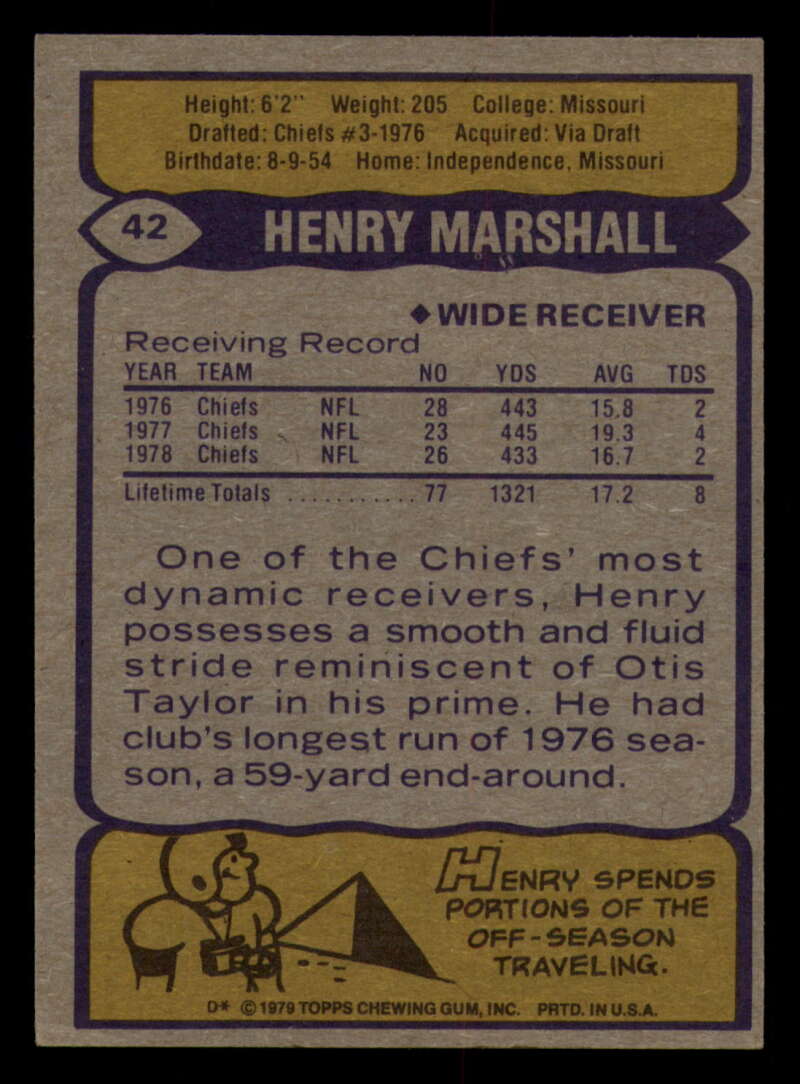 Height: 6'2" Weight: 205 College: Missouri
Drafted: Chiefs #3-1976 Acquired: Via Draft
Birthdate: 8-9-54 Home: Independence, Missouri
42 HENRY MARSHALL
◆WIDE RECEIVER
Receiving Record
YEAR TEAM NO YDS AVG TDS
1976 Chiefs NFL 28 443 15.8 2
1977 Chiefs NFL 23 445 19.3 4
1978 Chiefs NFL 26 433 16.7 2
Lifetime Totals ........... 77 1321 17.2 8
One of the Chiefs' most
dynamic receivers, Henry
possesses a smooth and fluid
stride reminiscent of Otis
Taylor in his prime. He had
club's longest run of 1976 sea-
son, a 59-yard end-around.
HENRY SPENDS
PORTIONS OF THE
OFF-SEASON
TRAVELING.
D* © 1979 TOPPS CHEWING GUM, INC. PRTD. IN U.S.A.